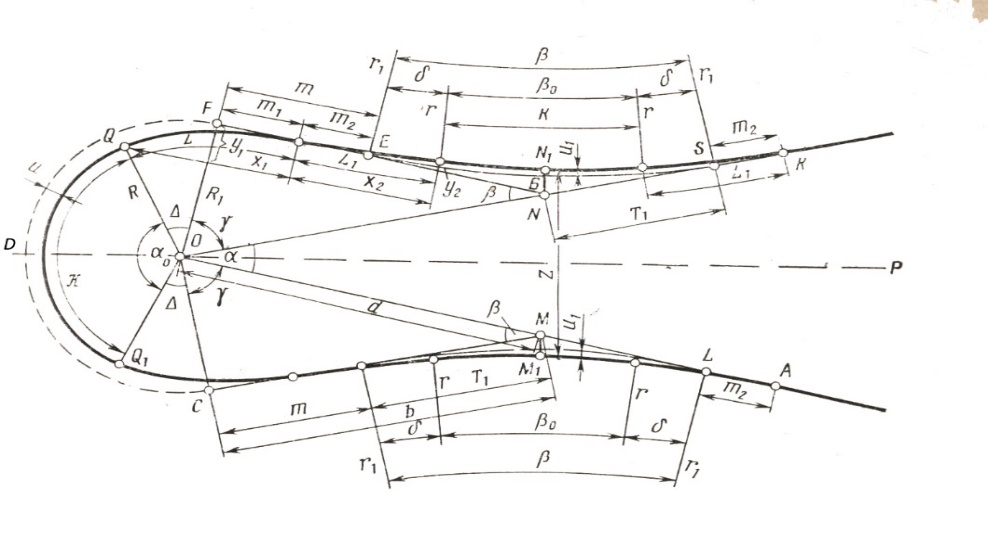 β
r₁ δ δ r₁
m β₀
m₁ r r
F m₂ K m₂
Q L y₁ E N₁ u₁ S
x₁ L₁ y₂ K
x₂ β Б L₁
u R R₁ N T₁
Δ γ
D α₀ O α P
K Z
Δ γ d
β M u₁
Q₁ L A
r T₁ M₁ r m₂
C m b
δ β₀ δ
r₁ β r₁